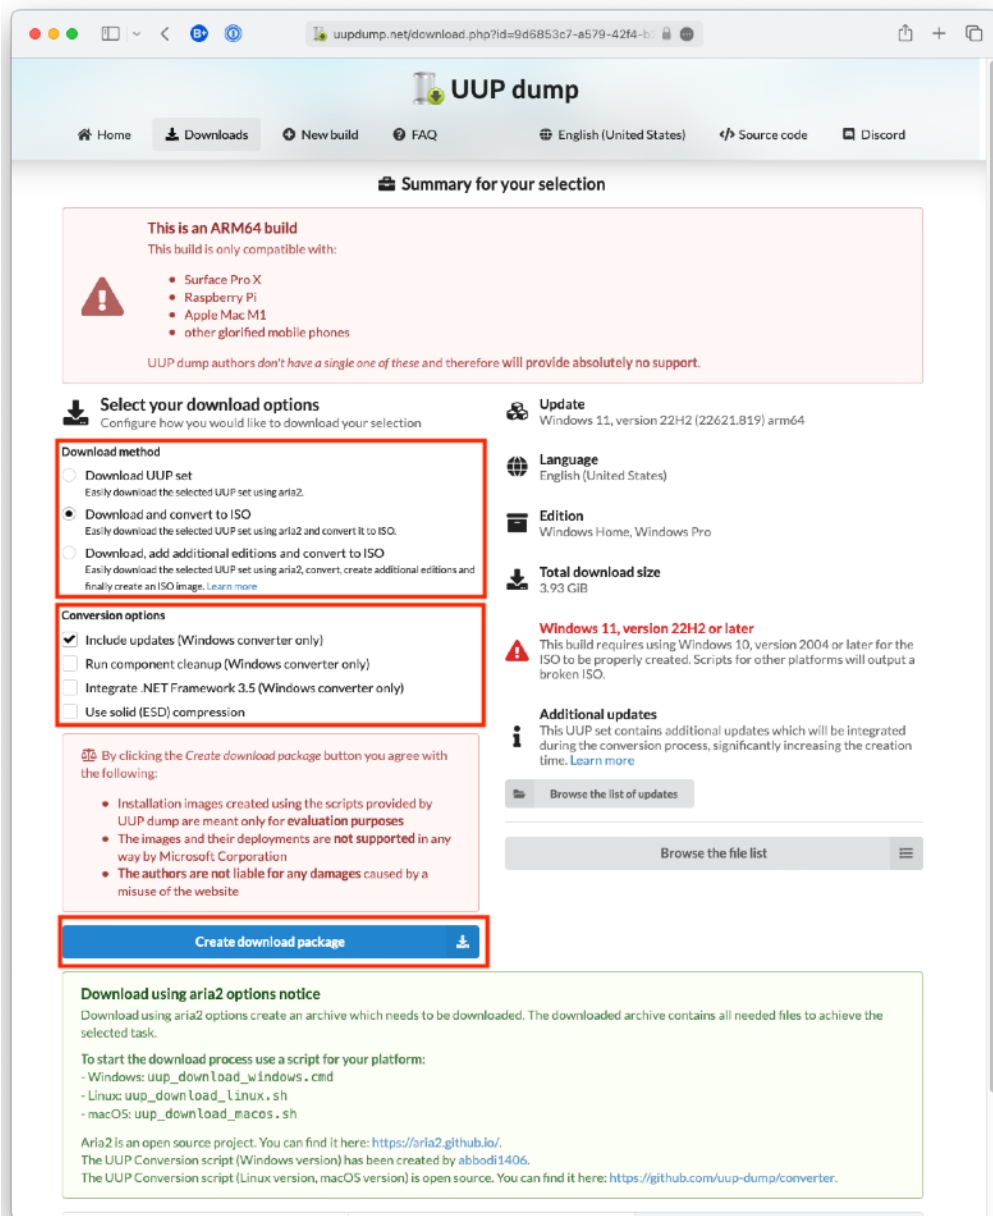 uupdump.net/download.php?id=9d6853c7-a579-42f4-b
UUP dump
Home
Downloads
New build
FAQ
English (United States)
Source code
Discord
Summary for your selection
This is an ARM64 build
This build is only compatible with:
Surface Pro X
Raspberry Pi
Apple Mac M1
other glorified mobile phones
UUP dump authors don't have a single one of these and therefore will provide absolutely no support.
Select your download options
Configure how you would like to download your selection
Download method
Download UUP set
Easily download the selected UUP set using aria2.
Download and convert to ISO
Easily download the selected UUP set using aria2 and convert it to ISO.
Download, add additional editions and convert to ISO
Easily download the selected UUP set using aria2, convert, create additional editions and
finally create an ISO image. Learn more
Conversion options
Include updates (Windows converter only)
Run component cleanup (Windows converter only)
Integrate .NET Framework 3.5 (Windows converter only)
Use solid (ESD) compression
By clicking the Create download package button you agree with
the following:
Installation images created using the scripts provided by
UUP dump are meant only for evaluation purposes
The images and their deployments are not supported in any
way by Microsoft Corporation
The authors are not liable for any damages caused by a
misuse of the website
Create download package
Update
Windows 11, version 22H2 (22621.819) arm64
Language
English (United States)
Edition
Windows Home, Windows Pro
Total download size
3.93 GiB
Windows 11, version 22H2 or later
This build requires using Windows 10, version 2004 or later for the
ISO to be properly created. Scripts for other platforms will output a
broken ISO.
Additional updates
This UUP set contains additional updates which will be integrated
during the conversion process, significantly increasing the creation
time. Learn more
Browse the list of updates
Browse the file list
Download using aria2 options notice
Download using aria2 options create an archive which needs to be downloaded. The downloaded archive contains all needed files to achieve the
selected task.
To start the download process use a script for your platform:
- Windows: uup_download_windows.cmd
- Linux: uup_download_linux.sh
- macOS: uup_download_macos.sh
Aria2 is an open source project. You can find it here: https://aria2.github.io/.
The UUP Conversion script (Windows version) has been created by abbodi1406.
The UUP Conversion script (Linux version, macOS version) is open source. You can find it here: https://github.com/uup-dump/converter.